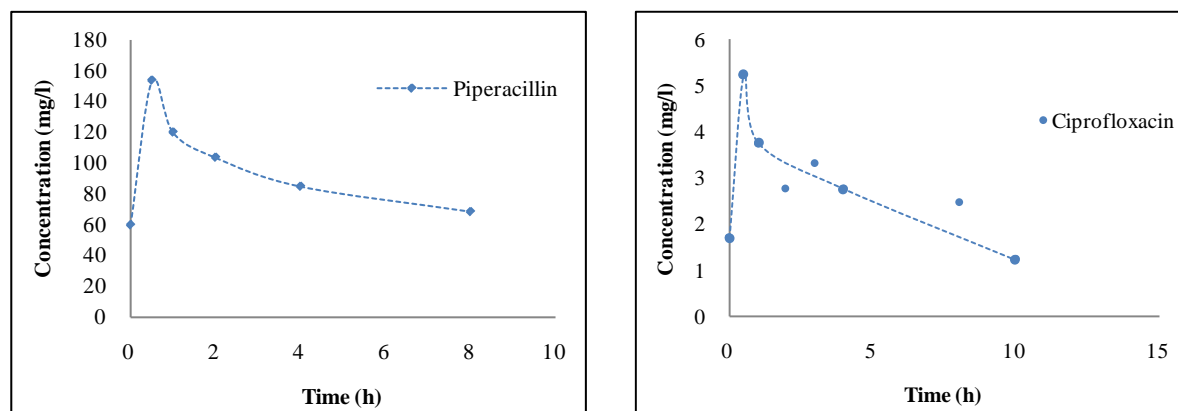 Concentration (mg/l)
180
160
140
120
100
80
60
40
20
0
0 2 4 6 8 10
Time (h)
Piperacillin
Concentration (mg/l)
6
5
4
3
2
1
0
0 5 10 15
Time (h)
Ciprofloxacin